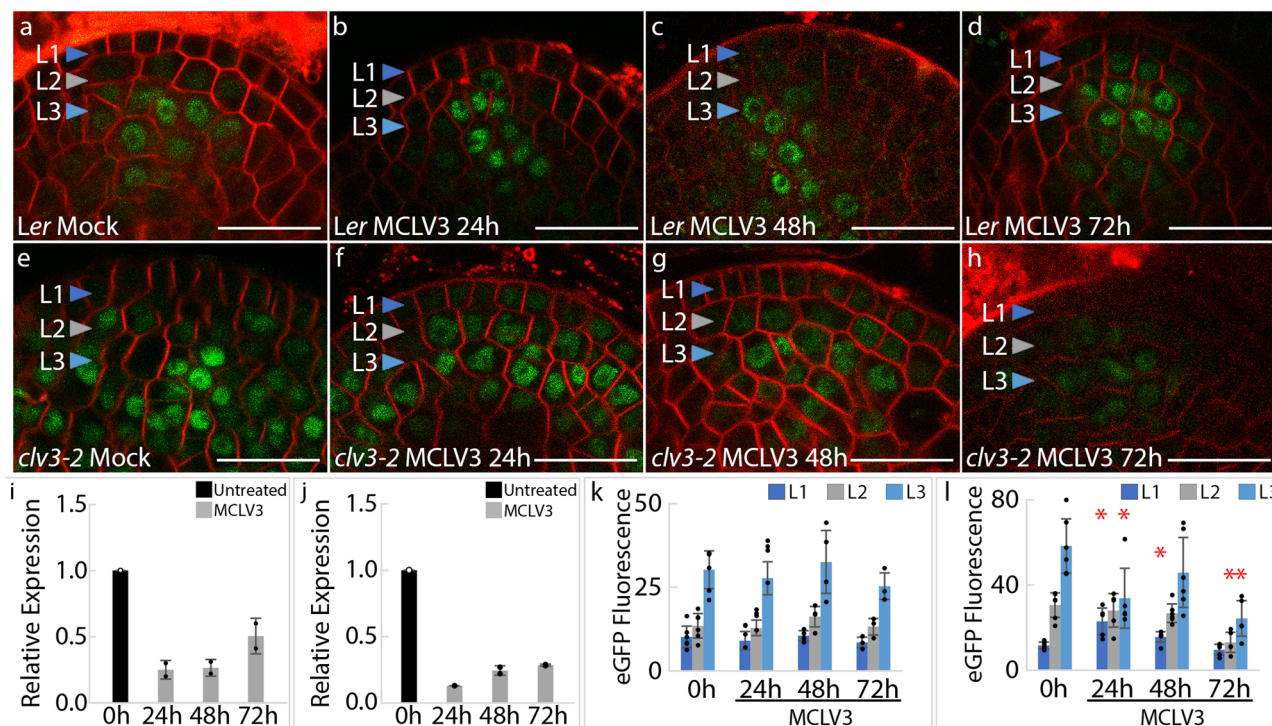 a
L1
L2
L3
Ler Mock
b
L1
L2
L3
Ler MCLV3 24h
c
L1
L2
L3
Ler MCLV3 48h
d
L1
L2
L3
Ler MCLV3 72h
e
L1
L2
L3
clv3-2 Mock
f
L1
L2
L3
clv3-2 MCLV3 24h
g
L1
L2
L3
clv3-2 MCLV3 48h
h
L1
L2
L3
clv3-2 MCLV3 72h
i
Untreated
MCLV3
Relative Expression
1.5
1.0
0.5
0.0
0h 24h 48h 72h
j
Untreated
MCLV3
Relative Expression
1.5
1.0
0.5
0.0
0h 24h 48h 72h
k
L1 L2 L3
eGFP Fluorescence
50
25
0
0h 24h 48h 72h
MCLV3
l
L1 L2 L3
eGFP Fluorescence
80
40
0
* *
*
**
0h 24h 48h 72h
MCLV3